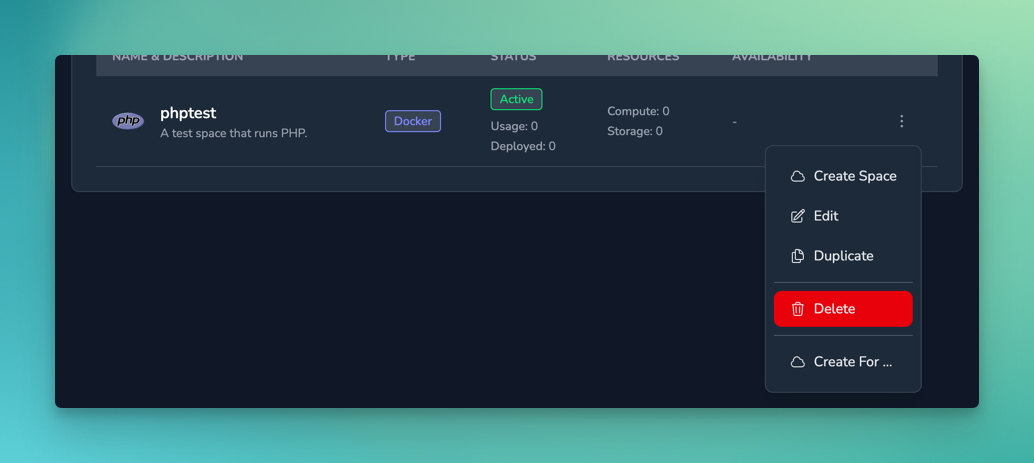 NAME & DESCRIPTION TYPE STATUS RESOURCES AVAILABILITY
php
phptest
A test space that runs PHP.
Docker
Active
Usage: 0
Deployed: 0
Compute: 0
Storage: 0
-
Create Space
Edit
Duplicate
Delete
Create For ...